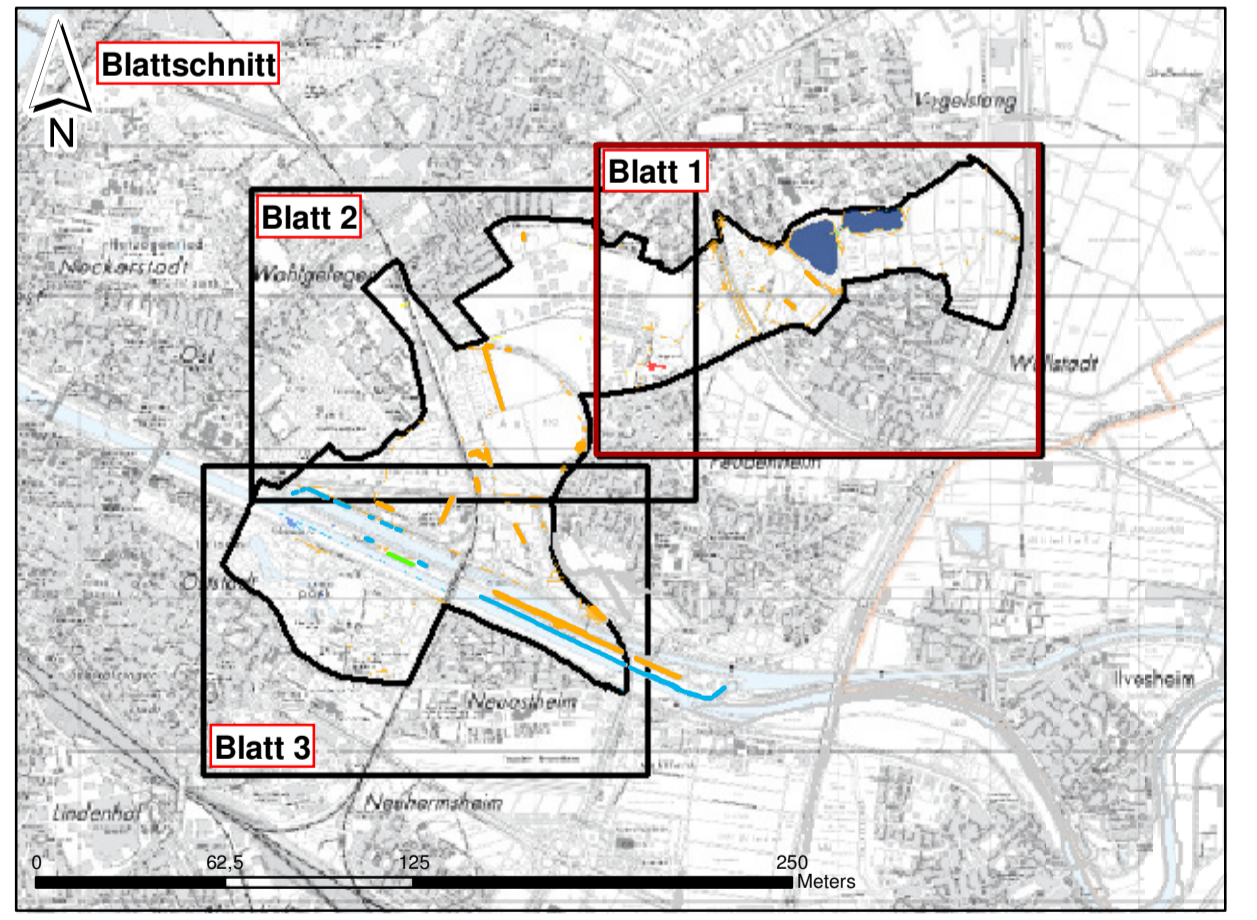 Blattschnitt
N
Vogelstang
Blatt 1
Blatt 2
Neckarstadt
Wohlgelegen
Ost
Wallstadt
Feudenheim
Oststadt
Ilvesheim
Neuostheim
Blatt 3
Neuhermsheim
Lindenhof
0 62,5 125 250
Meters